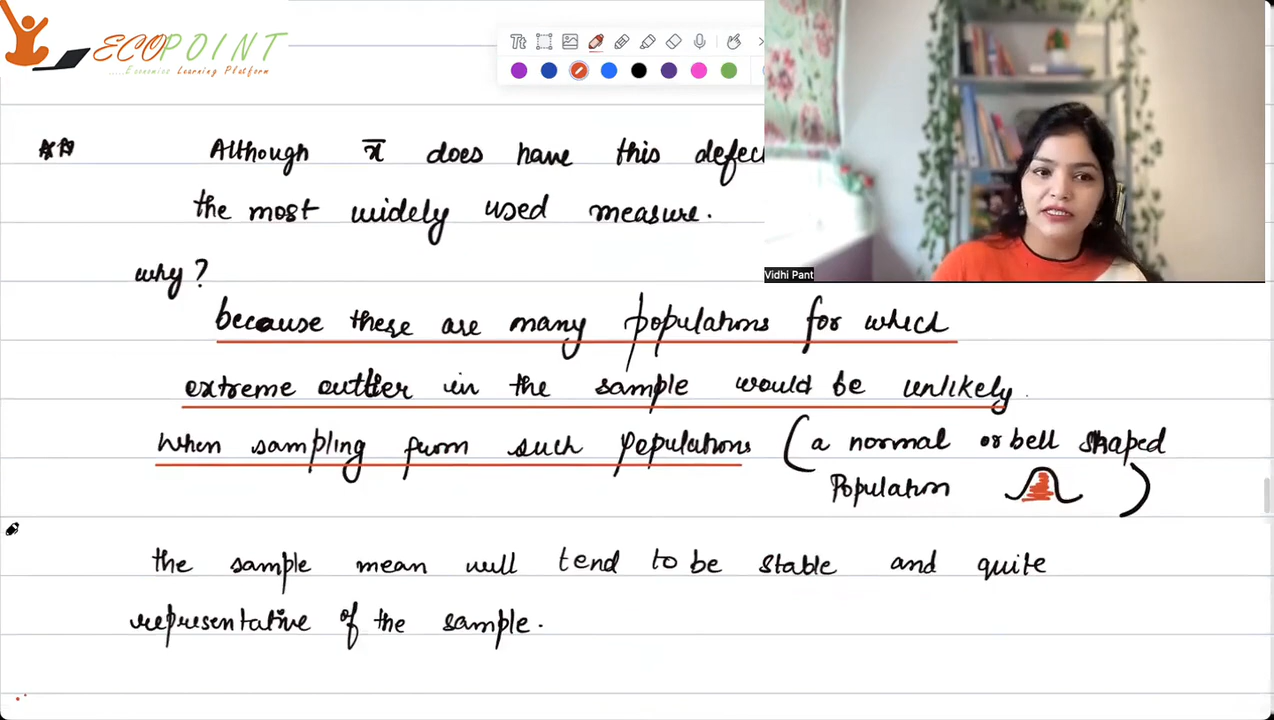 ECOPOINT
.....Economics Learning Platform
Tt
** Although x̄ does have this defec
the most widely used measure.
why?
because there are many populations for which
extreme outlier in the sample would be unlikely.
When sampling from such populations (a normal or bell shaped
Population )
the sample mean will tend to be stable and quite
representative of the sample.
Vidhi Pant